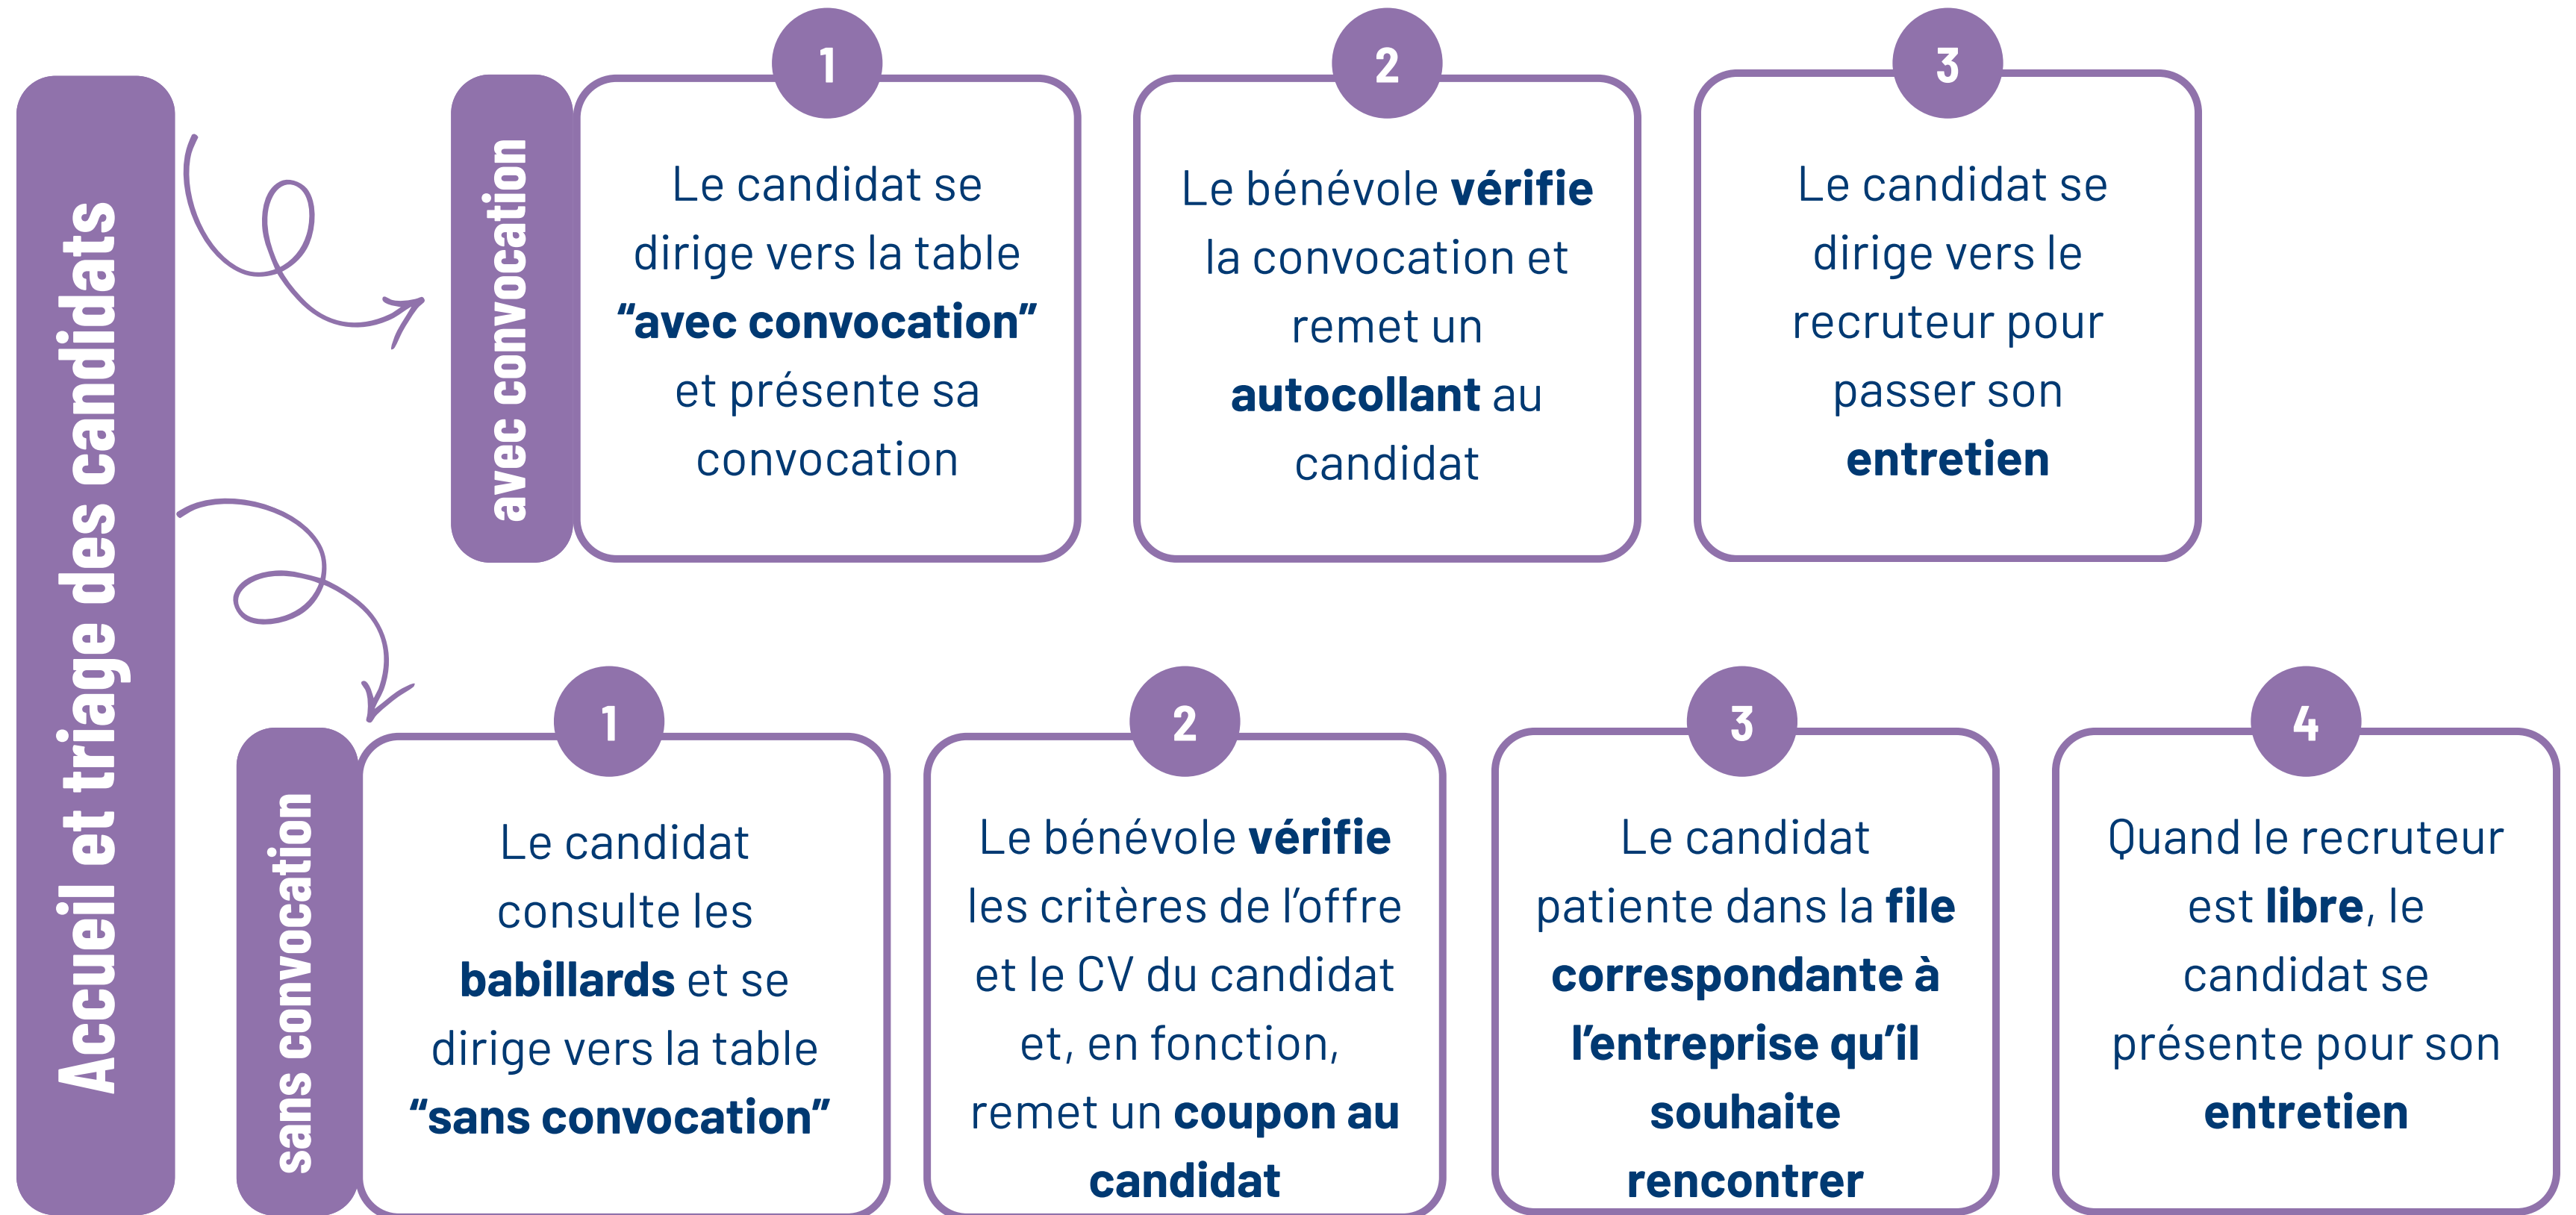 Accueil et triage des candidats
avec convocation
1
Le candidat se
dirige vers la table
“avec convocation”
et présente sa
convocation
2
Le bénévole vérifie
la convocation et
remet un
autocollant au
candidat
3
Le candidat se
dirige vers le
recruteur pour
passer son
entretien
sans convocation
1
Le candidat
consulte les
babillards et se
dirige vers la table
“sans convocation”
2
Le bénévole vérifie
les critères de l’offre
et le CV du candidat
et, en fonction,
remet un coupon au
candidat
3
Le candidat
patiente dans la file
correspondante à
l’entreprise qu’il
souhaite
rencontrer
4
Quand le recruteur
est libre, le
candidat se
présente pour son
entretien